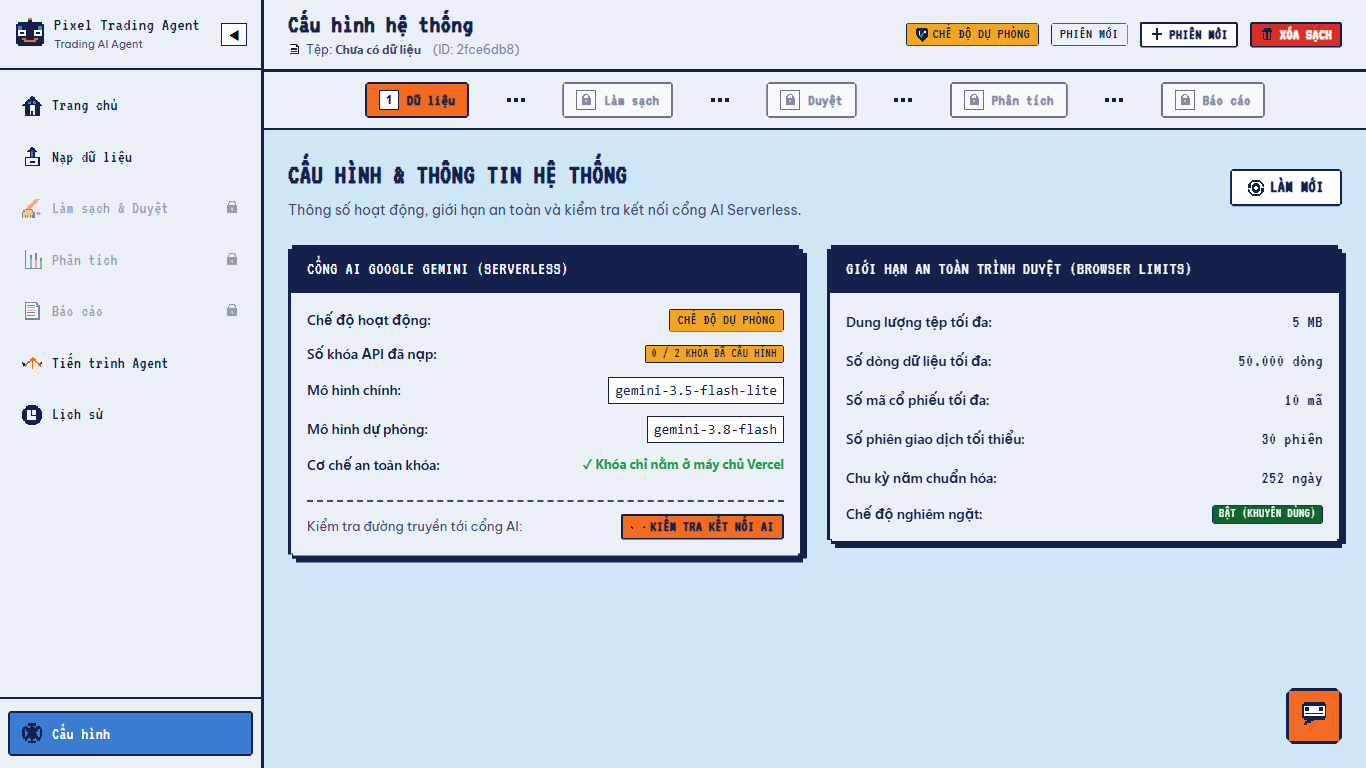 Pixel Trading Agent
Trading AI Agent
Trang chủ
Nạp dữ liệu
Làm sạch & Duyệt
Phân tích
Báo cáo
Tiến trình Agent
Lịch sử
Cấu hình
Cấu hình hệ thống
Tệp: Chưa có dữ liệu (ID: 2fce6db8)
CHẾ ĐỘ DỰ PHÒNG
PHIÊN MỚI
PHIÊN MỚI
XÓA SẠCH
1 Dữ liệu
Làm sạch
Duyệt
Phân tích
Báo cáo
CẤU HÌNH & THÔNG TIN HỆ THỐNG
Thông số hoạt động, giới hạn an toàn và kiểm tra kết nối cổng AI Serverless.
LÀM MỚI
CỔNG AI GOOGLE GEMINI (SERVERLESS)
Chế độ hoạt động: CHẾ ĐỘ DỰ PHÒNG
Số khóa API đã nạp: 0 / 2 KHÓA ĐÃ CẤU HÌNH
Mô hình chính: gemini-3.5-flash-lite
Mô hình dự phòng: gemini-3.8-flash
Cơ chế an toàn khóa: ✓ Khóa chỉ nằm ở máy chủ Vercel
Kiểm tra đường truyền tới cổng AI: KIỂM TRA KẾT NỐI AI
GIỚI HẠN AN TOÀN TRÌNH DUYỆT (BROWSER LIMITS)
Dung lượng tệp tối đa: 5 MB
Số dòng dữ liệu tối đa: 50.000 dòng
Số mã cổ phiếu tối đa: 10 mã
Số phiên giao dịch tối thiểu: 30 phiên
Chu kỳ năm chuẩn hóa: 252 ngày
Chế độ nghiêm ngặt: BẬT (KHUYÊN DÙNG)